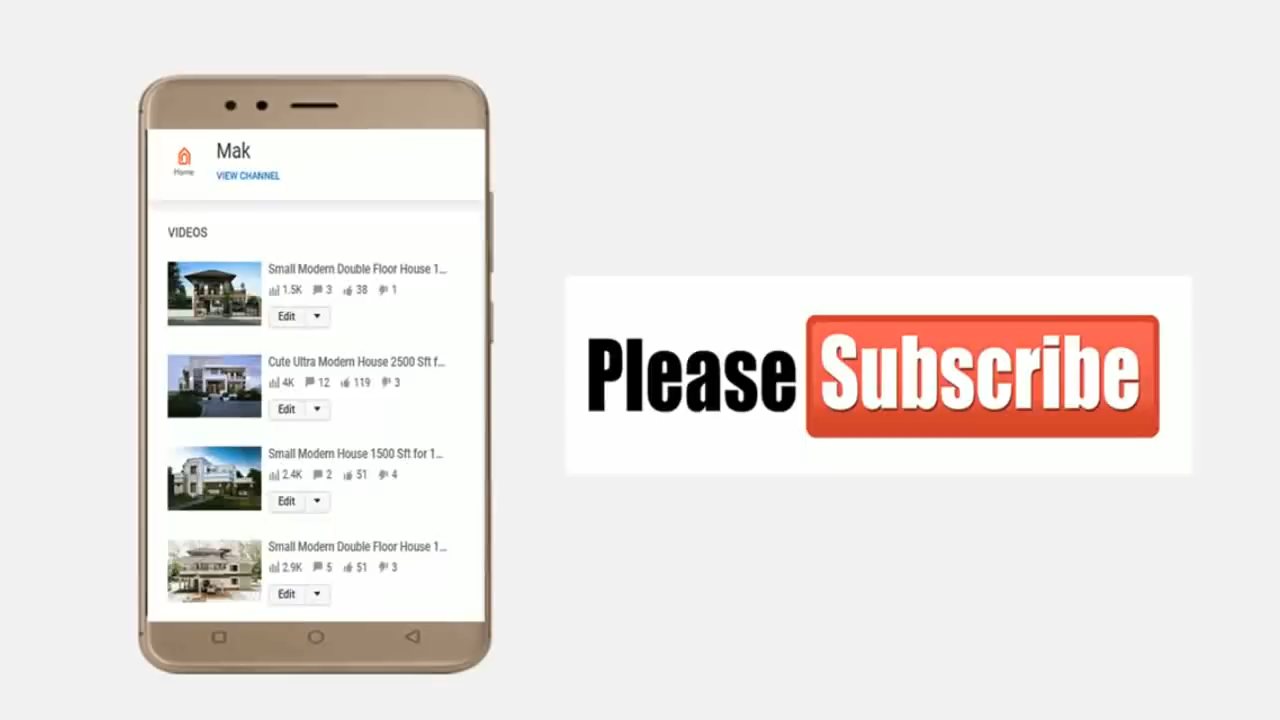 Mak
Home
VIEW CHANNEL
VIDEOS
Small Modern Double Floor House 1...
1.5K 3 38 1
Edit
Cute Ultra Modern House 2500 Sft f...
4K 12 119 3
Edit
Small Modern House 1500 Sft for 1...
2.4K 2 51 4
Edit
Small Modern Double Floor House 1...
2.9K 5 51 3
Edit
Please Subscribe